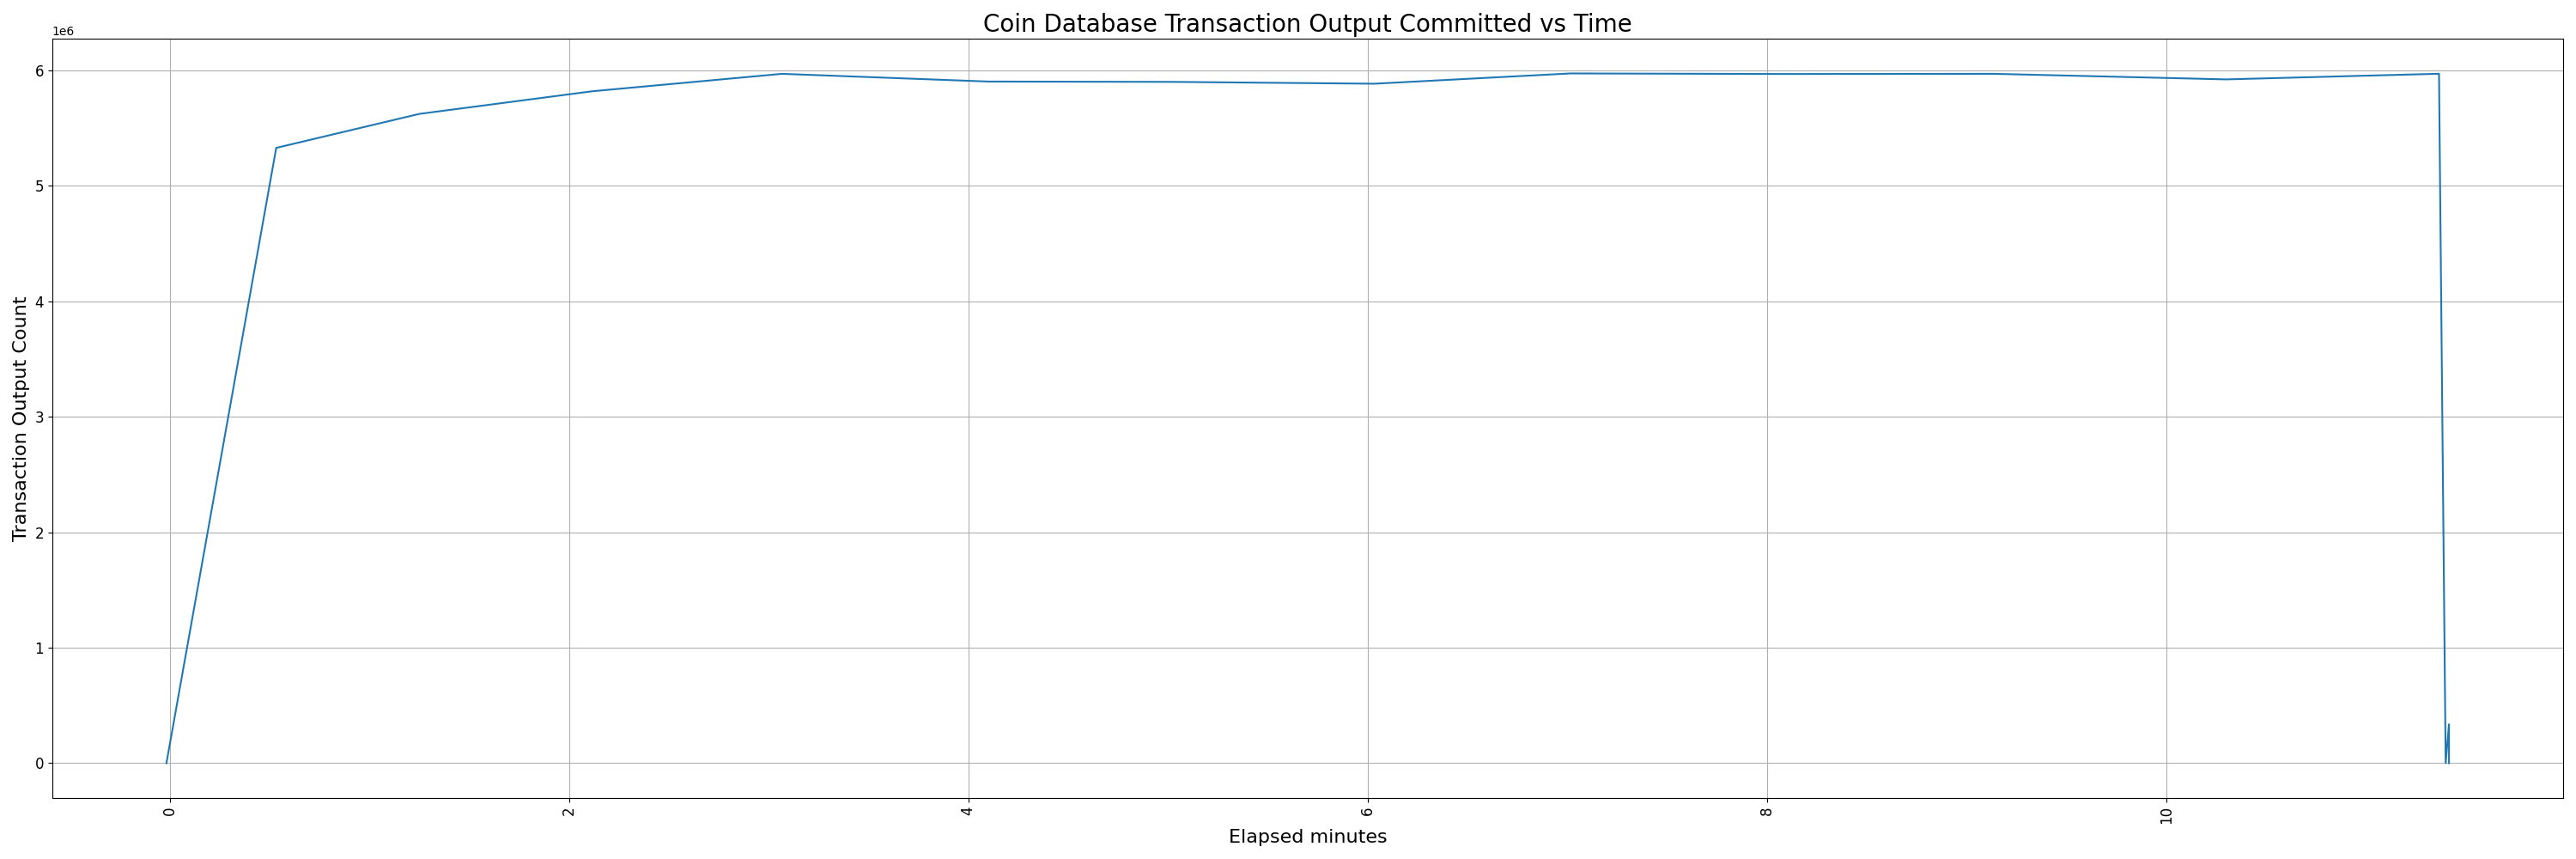 Coin Database Transaction Output Committed vs Time
1e6
6
5
4
3
2
1
0
Transaction Output Count
0 2 4 6 8 10
Elapsed minutes